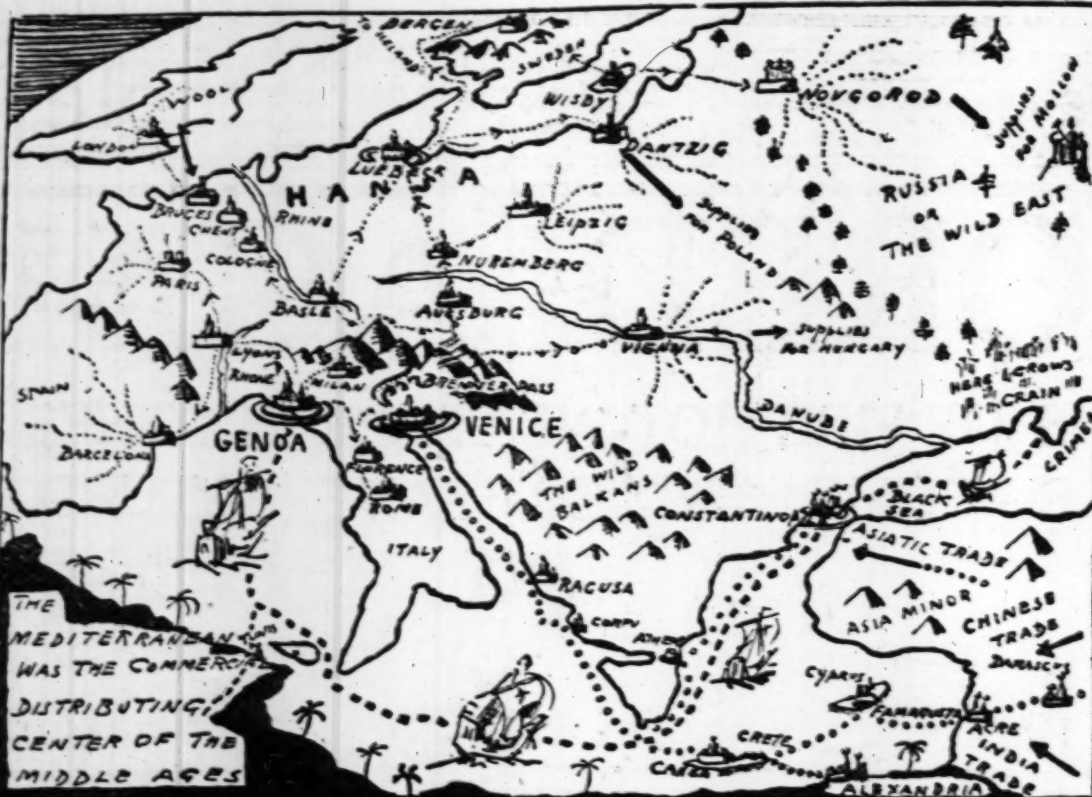 BERGEN
HERRING
SWEDEN
WOOL
LONDON
WISBY
NOVGOROD
SUPPLIES
FOR MOSCOW
LUEBECK
DANTZIG
HANSA
RUSSIA
OR
THE WILD EAST
BRUGES
GHENT
RHINE
COLOGNE
LEIPZIG
SUPPLIES
FOR POLAND
NUREMBERG
PARIS
BASLE
AUGSBURG
VIENNA
SUPPLIES
FOR HUNGARY
LYONS
RHONE
MILAN
BRENNER PASS
HERE GROWS
GRAIN
SPAIN
BARCELONA
GENOA
VENICE
DANUBE
CRIMEA
FLORENCE
ROME
THE WILD
BALKANS
CONSTANTINO
BLACK
SEA
ITALY
RAGUSA
CORFU
ATHENS
ASIATIC TRADE
ASIA MINOR
CHINESE
TRADE
DAMASCUS
CYPRUS
FAMAGUSTA
ACRE
INDIA
TRADE
CRETE
ALEXANDRIA
THE
MEDITERRANEAN
WAS THE COMMERCIAL
DISTRIBUTING
CENTER OF THE
MIDDLE AGES